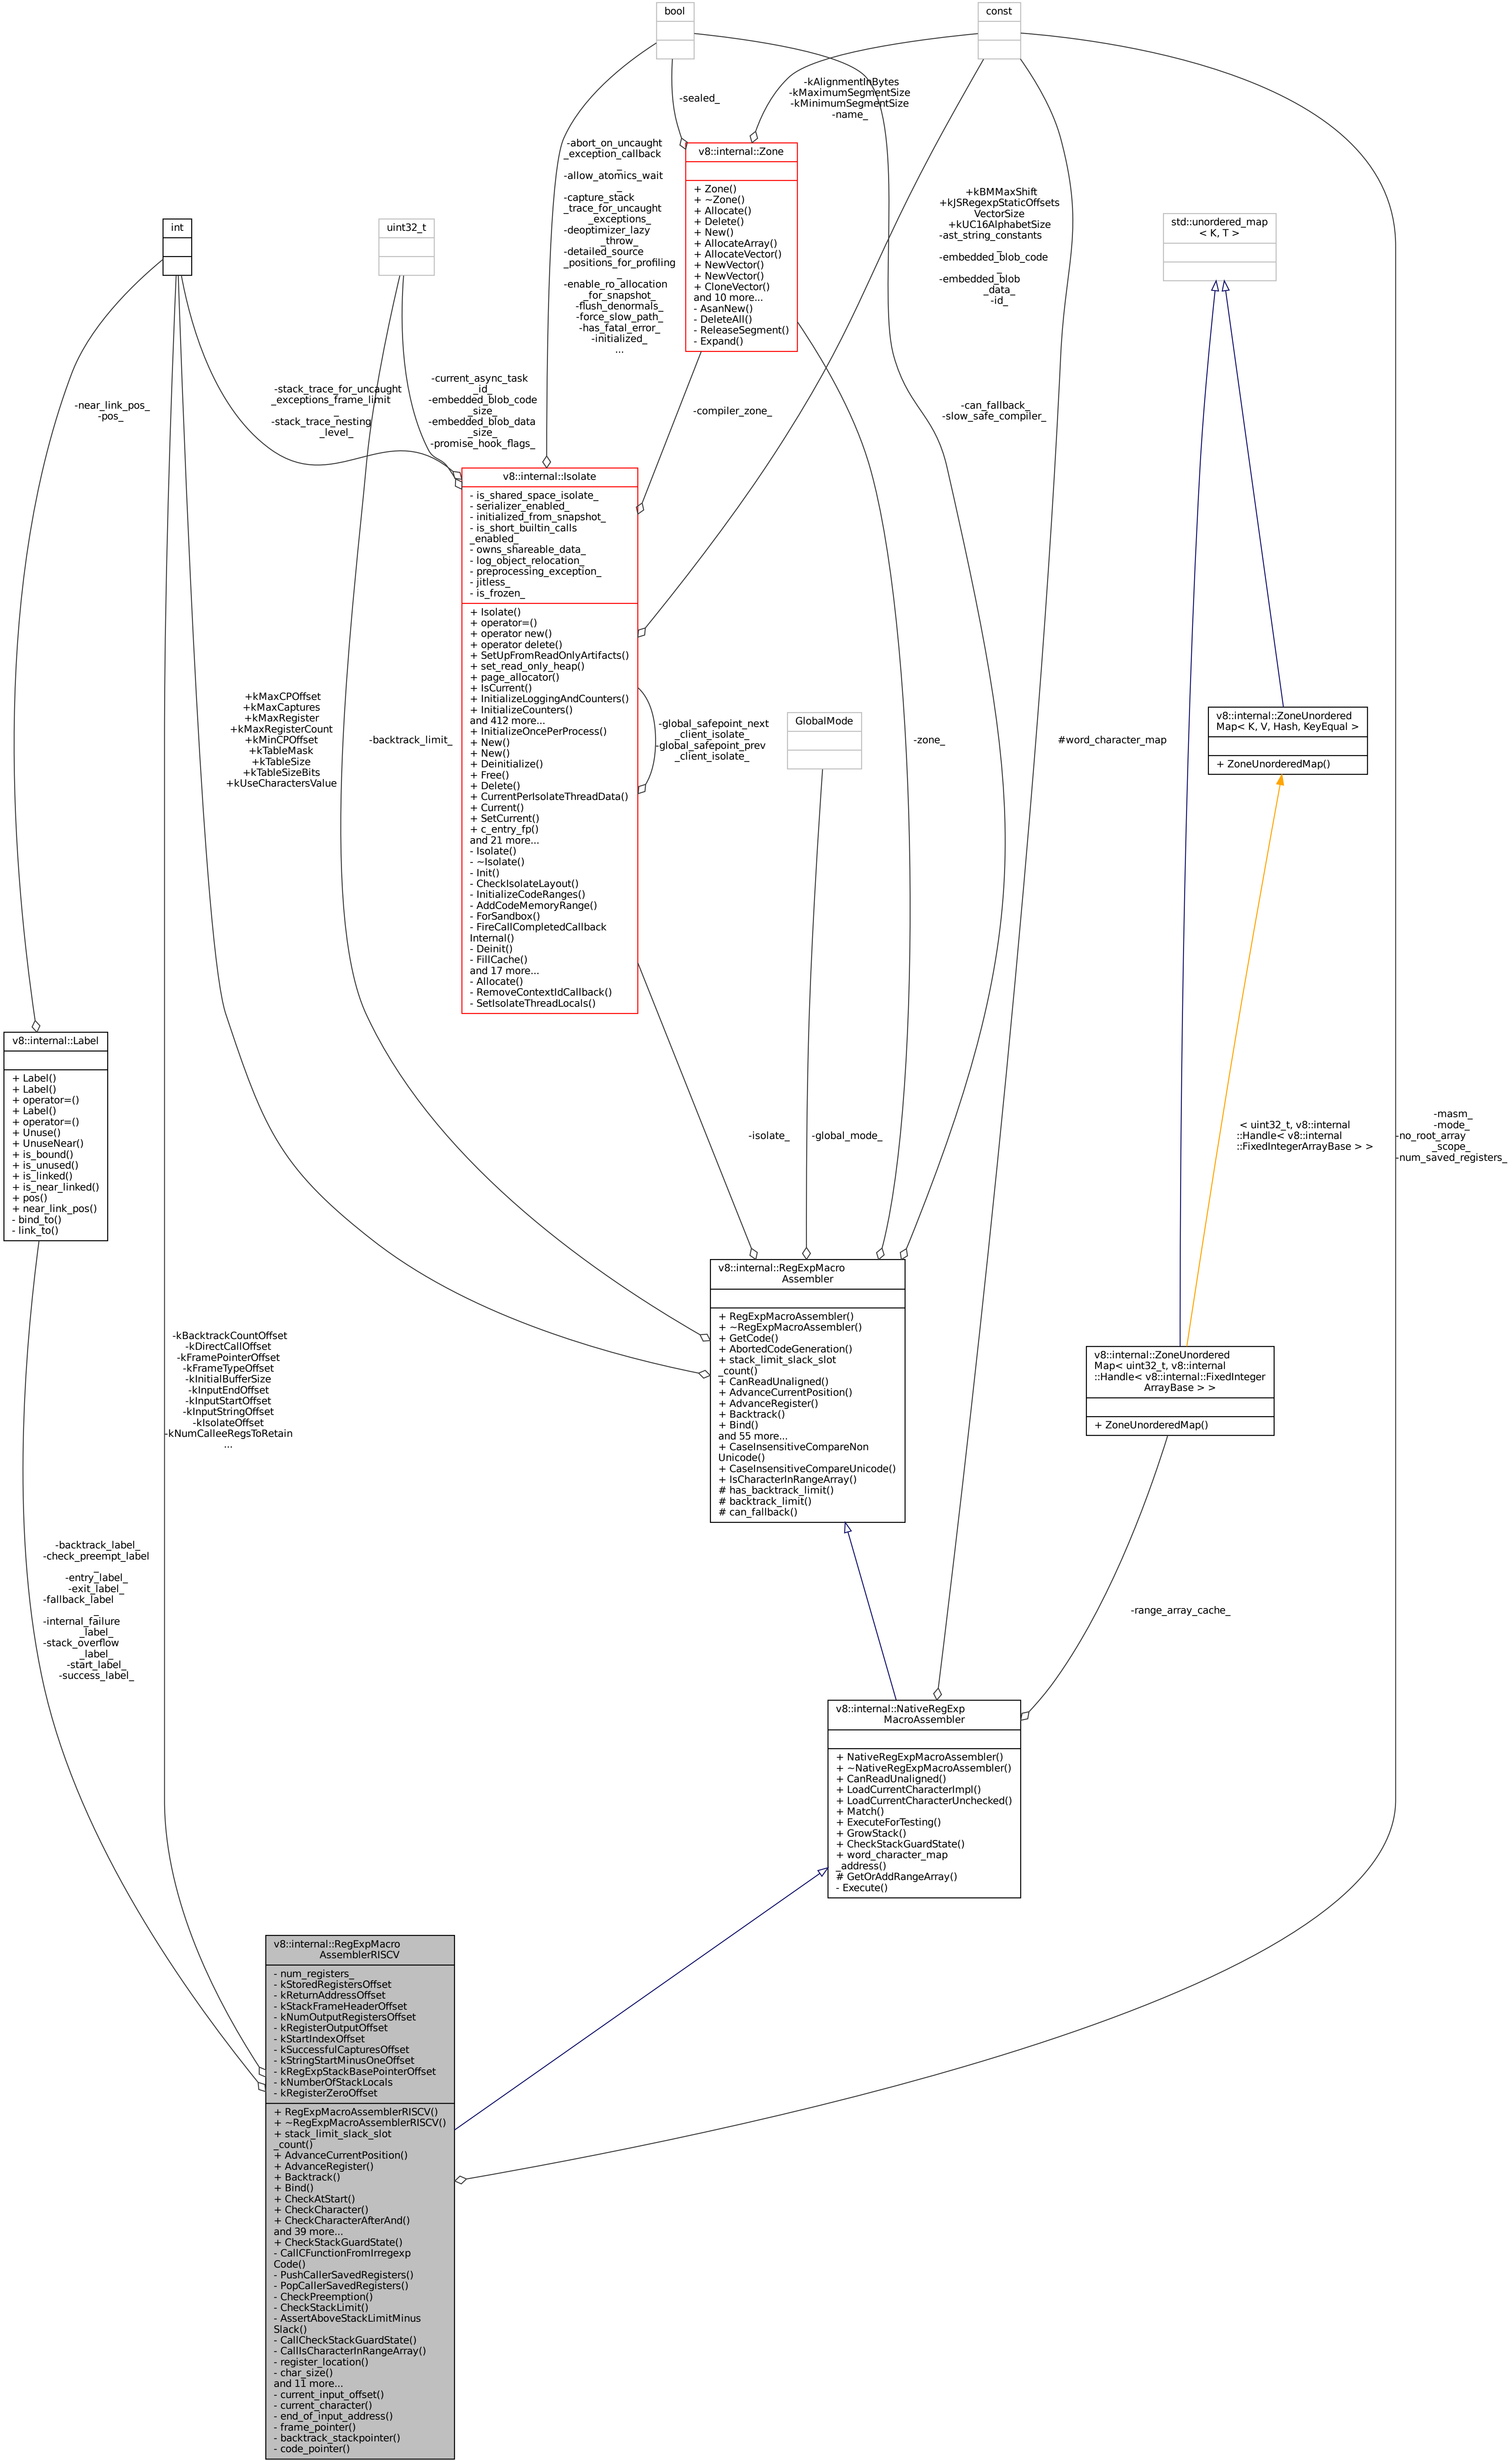 bool
const
-sealed_
-kAlignmentInBytes
-kMaximumSegmentSize
-kMinimumSegmentSize
-name_
-abort_on_uncaught
_exception_callback
_
-allow_atomics_wait
_
-capture_stack
_trace_for_uncaught
_exceptions_
-deoptimizer_lazy
_throw_
-detailed_source
_positions_for_profiling
_
-enable_ro_allocation
_for_snapshot_
-flush_denormals_
-force_slow_path_
-has_fatal_error_
-initialized_
...
v8::internal::Zone
+ Zone()
+ ~Zone()
+ Allocate()
+ Delete()
+ New()
+ AllocateArray()
+ AllocateVector()
+ NewVector()
+ NewVector()
+ CloneVector()
and 10 more...
- AsanNew()
- DeleteAll()
- ReleaseSegment()
- Expand()
+kBMMaxShift
+kJSRegexpStaticOffsets
VectorSize
+kUC16AlphabetSize
-ast_string_constants
_
-embedded_blob_code
_
-embedded_blob
_data_
-id_
int
uint32_t
std::unordered_map
< K, T >
-near_link_pos_
-pos_
-stack_trace_for_uncaught
_exceptions_frame_limit
_
-stack_trace_nesting
_level_
-current_async_task
_id_
-embedded_blob_code
_size_
-embedded_blob_data
_size_
-promise_hook_flags_
-compiler_zone_
-can_fallback_
-slow_safe_compiler_
v8::internal::Isolate
- is_shared_space_isolate_
- serializer_enabled_
- initialized_from_snapshot_
- is_short_builtin_calls
_enabled_
- owns_shareable_data_
- log_object_relocation_
- preprocessing_exception_
- jitless_
- is_frozen_
+ Isolate()
+ operator=()
+ operator new()
+ operator delete()
+ SetUpFromReadOnlyArtifacts()
+ set_read_only_heap()
+ page_allocator()
+ IsCurrent()
+ InitializeLoggingAndCounters()
+ InitializeCounters()
and 412 more...
+ InitializeOncePerProcess()
+ New()
+ New()
+ Deinitialize()
+ Free()
+ Delete()
+ CurrentPerIsolateThreadData()
+ Current()
+ SetCurrent()
+ c_entry_fp()
and 21 more...
- Isolate()
- ~Isolate()
- Init()
- CheckIsolateLayout()
- InitializeCodeRanges()
- AddCodeMemoryRange()
- ForSandbox()
- FireCallCompletedCallback
Internal()
- Deinit()
- FillCache()
and 17 more...
- Allocate()
- RemoveContextIdCallback()
- SetIsolateThreadLocals()
+kMaxCPOffset
+kMaxCaptures
+kMaxRegister
+kMaxRegisterCount
+kMinCPOffset
+kTableMask
+kTableSize
+kTableSizeBits
+kUseCharactersValue
-backtrack_limit_
-global_safepoint_next
_client_isolate_
-global_safepoint_prev
_client_isolate_
GlobalMode
-zone_
#word_character_map
v8::internal::ZoneUnordered
Map< K, V, Hash, KeyEqual >
+ ZoneUnorderedMap()
v8::internal::Label
+ Label()
+ Label()
+ operator=()
+ Label()
+ operator=()
+ Unuse()
+ UnuseNear()
+ is_bound()
+ is_unused()
+ is_linked()
+ is_near_linked()
+ pos()
+ near_link_pos()
- bind_to()
- link_to()
-isolate_
-global_mode_
< uint32_t, v8::internal
::Handle< v8::internal
::FixedIntegerArrayBase > >
-masm_
-mode_
-no_root_array
_scope_
-num_saved_registers_
v8::internal::RegExpMacro
Assembler
+ RegExpMacroAssembler()
+ ~RegExpMacroAssembler()
+ GetCode()
+ AbortedCodeGeneration()
+ stack_limit_slack_slot
_count()
+ CanReadUnaligned()
+ AdvanceCurrentPosition()
+ AdvanceRegister()
+ Backtrack()
+ Bind()
and 55 more...
+ CaseInsensitiveCompareNon
Unicode()
+ CaseInsensitiveCompareUnicode()
+ IsCharacterInRangeArray()
# has_backtrack_limit()
# backtrack_limit()
# can_fallback()
-kBacktrackCountOffset
-kDirectCallOffset
-kFramePointerOffset
-kFrameTypeOffset
-kInitialBufferSize
-kInputEndOffset
-kInputStartOffset
-kInputStringOffset
-kIsolateOffset
-kNumCalleeRegsToRetain
...
v8::internal::ZoneUnordered
Map< uint32_t, v8::internal
::Handle< v8::internal::FixedInteger
ArrayBase > >
+ ZoneUnorderedMap()
-backtrack_label_
-check_preempt_label
_
-entry_label_
-exit_label_
-fallback_label
_
-internal_failure
_label_
-stack_overflow
_label_
-start_label_
-success_label_
-range_array_cache_
v8::internal::NativeRegExp
MacroAssembler
+ NativeRegExpMacroAssembler()
+ ~NativeRegExpMacroAssembler()
+ CanReadUnaligned()
+ LoadCurrentCharacterImpl()
+ LoadCurrentCharacterUnchecked()
+ Match()
+ ExecuteForTesting()
+ GrowStack()
+ CheckStackGuardState()
+ word_character_map
_address()
# GetOrAddRangeArray()
- Execute()
v8::internal::RegExpMacro
AssemblerRISCV
- num_registers_
- kStoredRegistersOffset
- kReturnAddressOffset
- kStackFrameHeaderOffset
- kNumOutputRegistersOffset
- kRegisterOutputOffset
- kStartIndexOffset
- kSuccessfulCapturesOffset
- kStringStartMinusOneOffset
- kRegExpStackBasePointerOffset
- kNumberOfStackLocals
- kRegisterZeroOffset
+ RegExpMacroAssemblerRISCV()
+ ~RegExpMacroAssemblerRISCV()
+ stack_limit_slack_slot
_count()
+ AdvanceCurrentPosition()
+ AdvanceRegister()
+ Backtrack()
+ Bind()
+ CheckAtStart()
+ CheckCharacter()
+ CheckCharacterAfterAnd()
and 39 more...
+ CheckStackGuardState()
- CallCFunctionFromIrregexp
Code()
- PushCallerSavedRegisters()
- PopCallerSavedRegisters()
- CheckPreemption()
- CheckStackLimit()
- AssertAboveStackLimitMinus
Slack()
- CallCheckStackGuardState()
- CallIsCharacterInRangeArray()
- register_location()
- char_size()
and 11 more...
- current_input_offset()
- current_character()
- end_of_input_address()
- frame_pointer()
- backtrack_stackpointer()
- code_pointer()